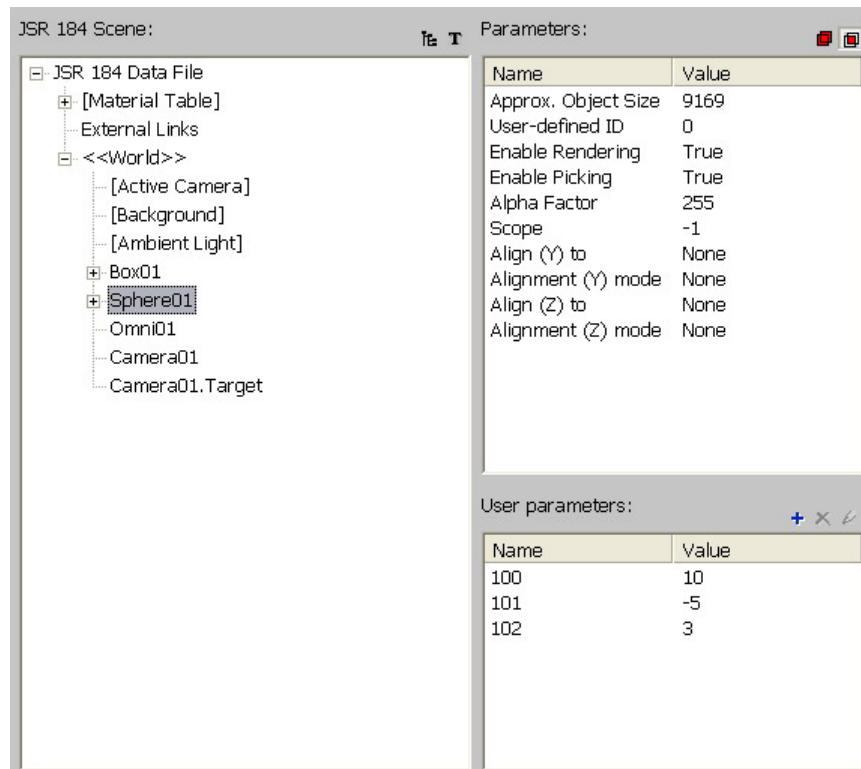 JSR 184 Scene:
T
JSR 184 Data File
[Material Table]
External Links
<<World>>
[Active Camera]
[Background]
[Ambient Light]
Box01
Sphere01
Omni01
Camera01
Camera01.Target
Parameters:
Name Value
Approx. Object Size 9169
User-defined ID 0
Enable Rendering True
Enable Picking True
Alpha Factor 255
Scope -1
Align (Y) to None
Alignment (Y) mode None
Align (Z) to None
Alignment (Z) mode None
User parameters:
Name Value
100 10
101 -5
102 3